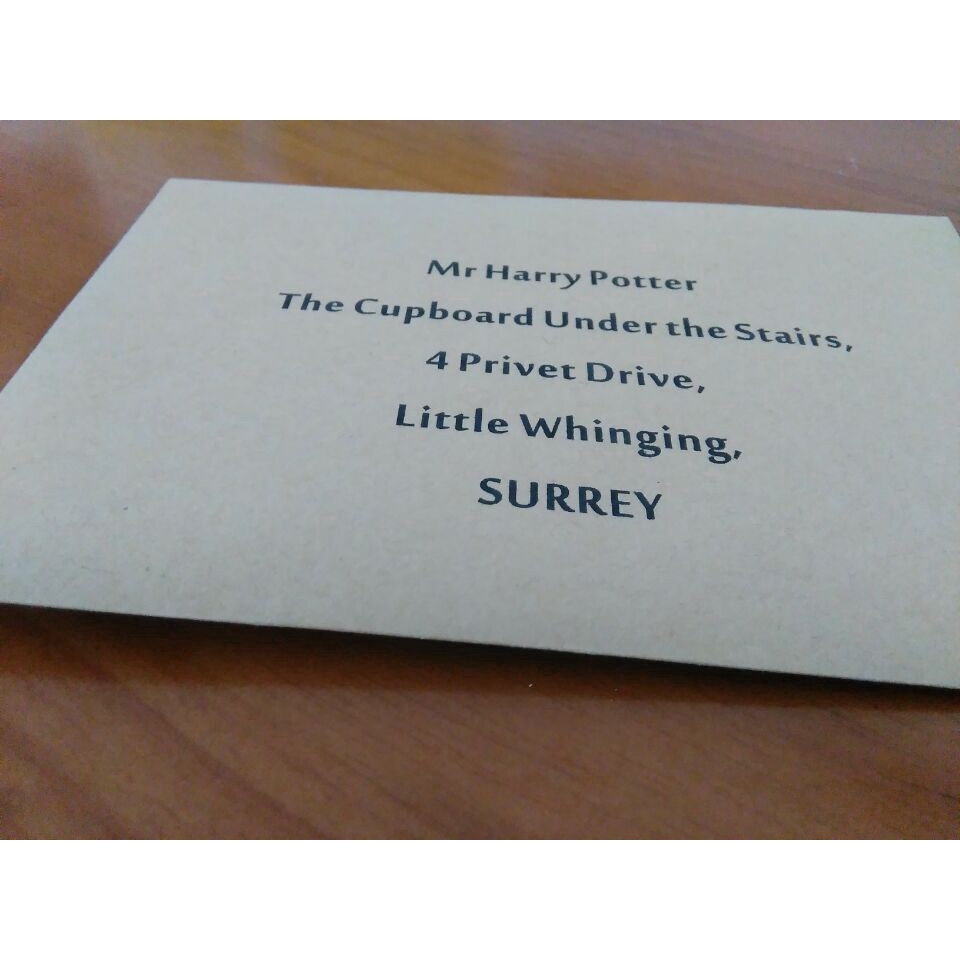 Mr Harry Potter
The Cupboard Under the Stairs,
4 Privet Drive,
Little Whinging,
SURREY